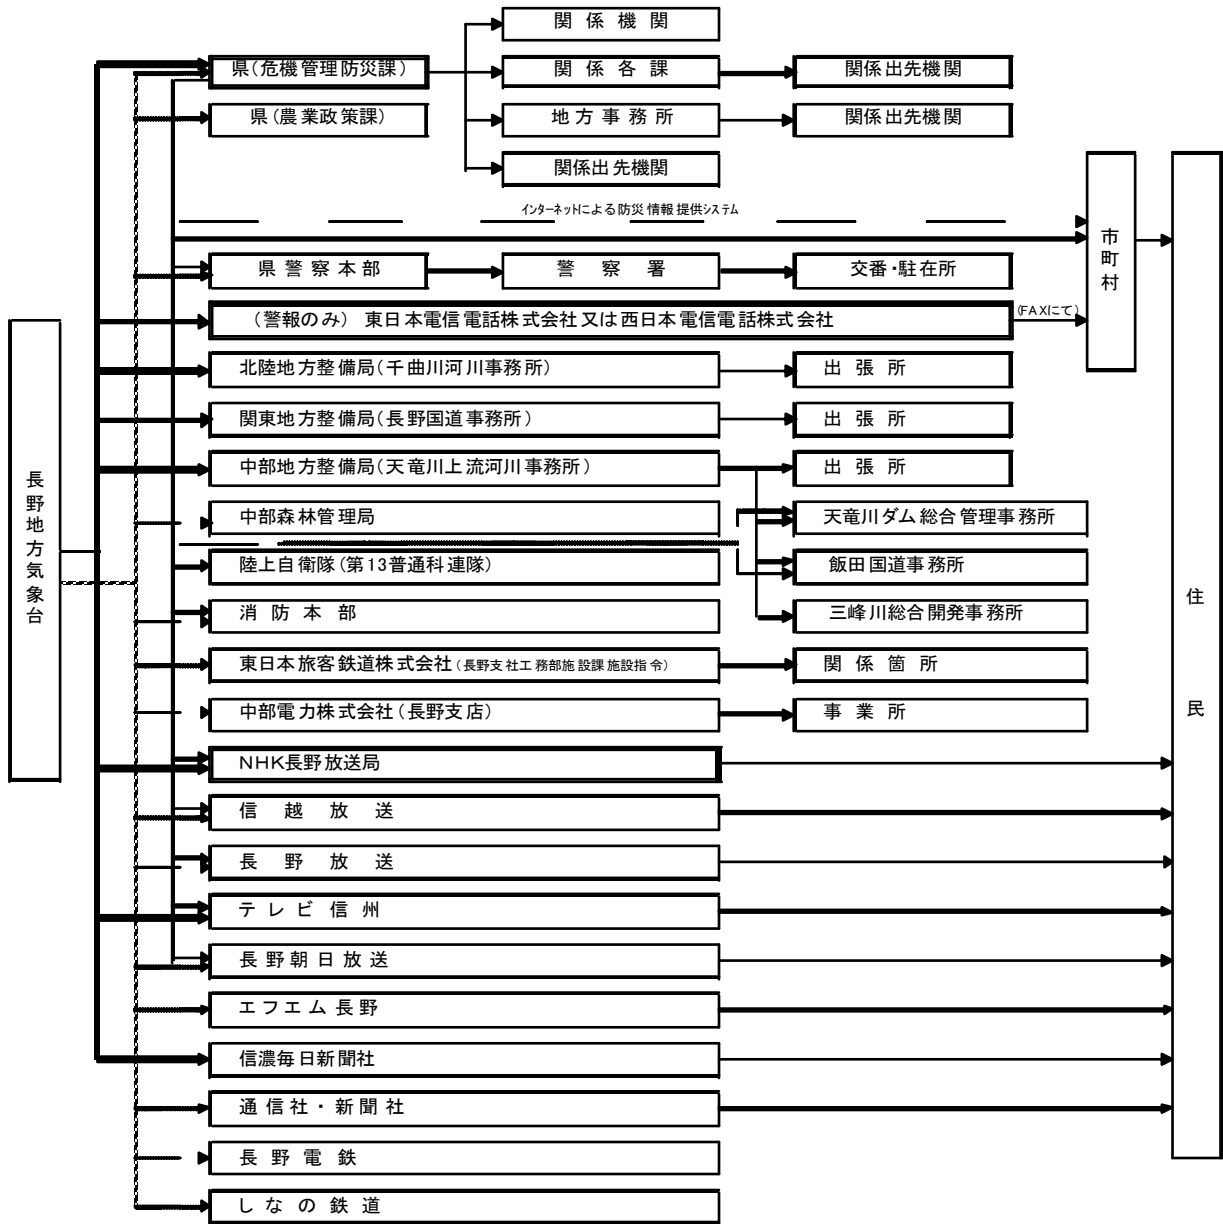 関係機関
県(危機管理防災課)
関係各課
関係出先機関
県(農業政策課)
地方事務所
関係出先機関
関係出先機関
インターネットによる防災情報提供システム
市町村
県警察本部
警察署
交番・駐在所
(警報のみ) 東日本電信電話株式会社又は西日本電信電話株式会社
(FAXにて)
北陸地方整備局(千曲川河川事務所)
出張所
関東地方整備局(長野国道事務所)
出張所
中部地方整備局(天竜川上流河川事務所)
出張所
長野地方気象台
中部森林管理局
天竜川ダム総合管理事務所
陸上自衛隊(第13普通科連隊)
飯田国道事務所
住民
消防本部
三峰川総合開発事務所
東日本旅客鉄道株式会社(長野支社工務部施設課施設指令)
関係箇所
中部電力株式会社(長野支店)
事業所
NHK長野放送局
信越放送
長野放送
テレビ信州
長野朝日放送
エフエム長野
信濃毎日新聞社
通信社・新聞社
長野電鉄
しなの鉄道